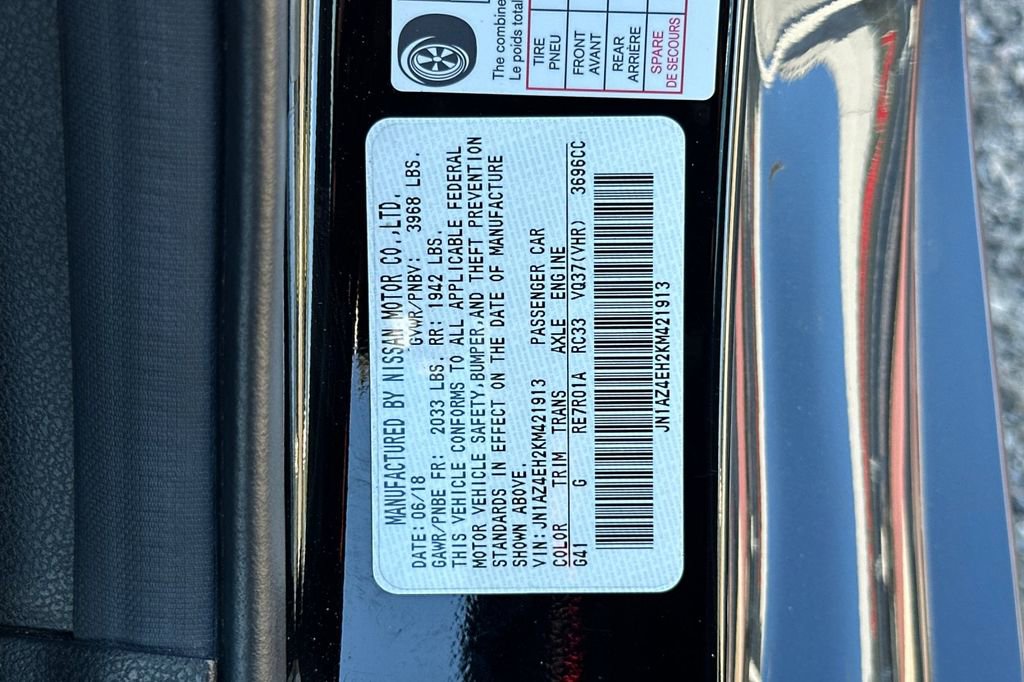 MANUFACTURED BY NISSAN MOTOR CO.,LTD.
DATE: 06/18 GVWR/PNBV: 3968 LBS.
GAWR/PNBE FR: 2033 LBS. RR: 1942 LBS.
THIS VEHICLE CONFORMS TO ALL APPLICABLE FEDERAL
MOTOR VEHICLE SAFETY,BUMPER,AND THEFT PREVENTION
STANDARDS IN EFFECT ON THE DATE OF MANUFACTURE
SHOWN ABOVE.
VIN: JN1AZ4EH2KM421913 PASSENGER CAR
COLOR TRIM TRANS AXLE ENGINE
G41 G RE7R01A RC33 VQ37(VHR) 3696CC
JN1AZ4EH2KM421913
The combine
Le poids total
TIRE
PNEU
FRONT
AVANT
REAR
ARRIÈRE
SPARE
DE SECOURS